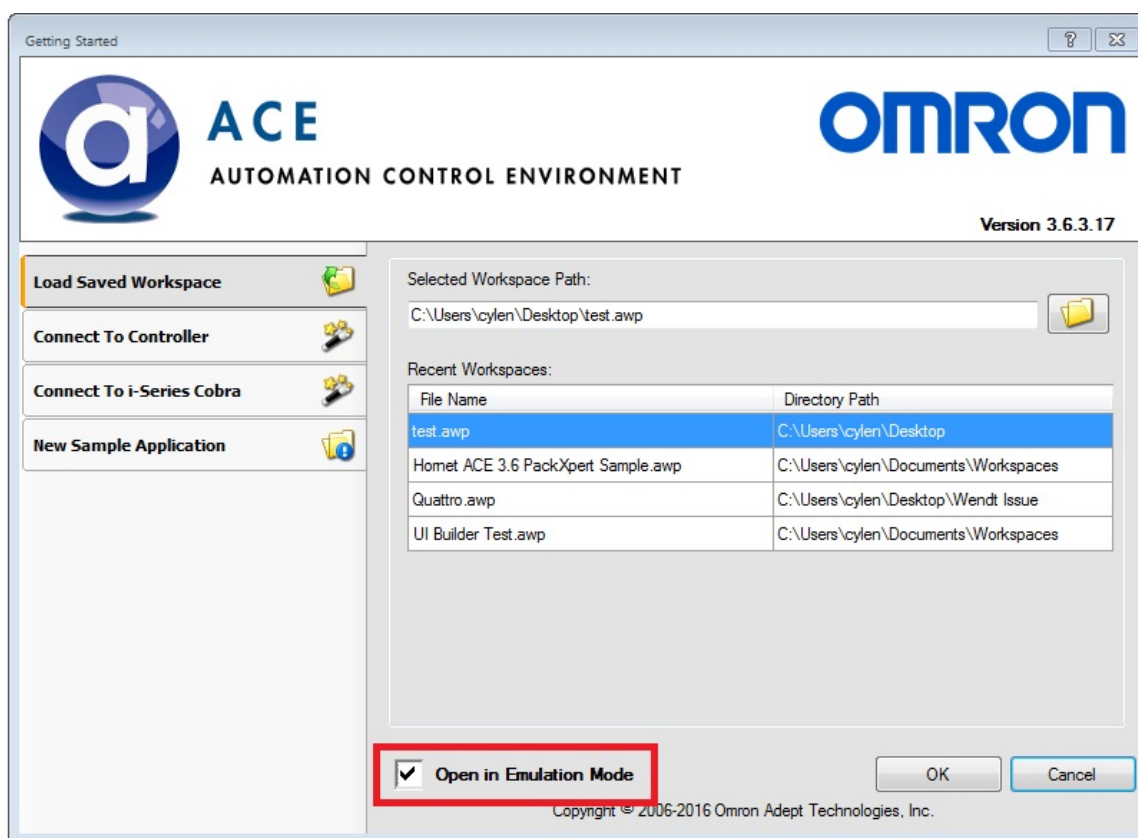 Getting Started
a
ACE
AUTOMATION CONTROL ENVIRONMENT
OMRON
Version 3.6.3.17
Load Saved Workspace
Connect To Controller
Connect To i-Series Cobra
New Sample Application
Selected Workspace Path:
C:\Users\cylen\Desktop\test.awp
Recent Workspaces:
File Name Directory Path
test.awp C:\Users\cylen\Desktop
Hornet ACE 3.6 PackXpert Sample.awp C:\Users\cylen\Documents\Workspaces
Quattro.awp C:\Users\cylen\Desktop\Wendt Issue
UI Builder Test.awp C:\Users\cylen\Documents\Workspaces
Open in Emulation Mode
OK
Cancel
Copyright © 2006-2016 Omron Adept Technologies, Inc.